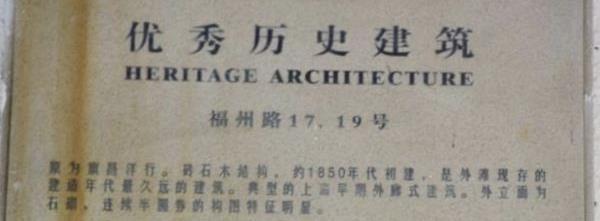 优秀历史建筑
HERITAGE ARCHITECTURE
福州路17、19号
原为旗昌洋行。砖石木结构,约1850年代初建,是外滩现存的
建造年代最久远的建筑。典型的上海早期外廊式建筑。外立面为
石砌,连续半圆券的构图特征明显。